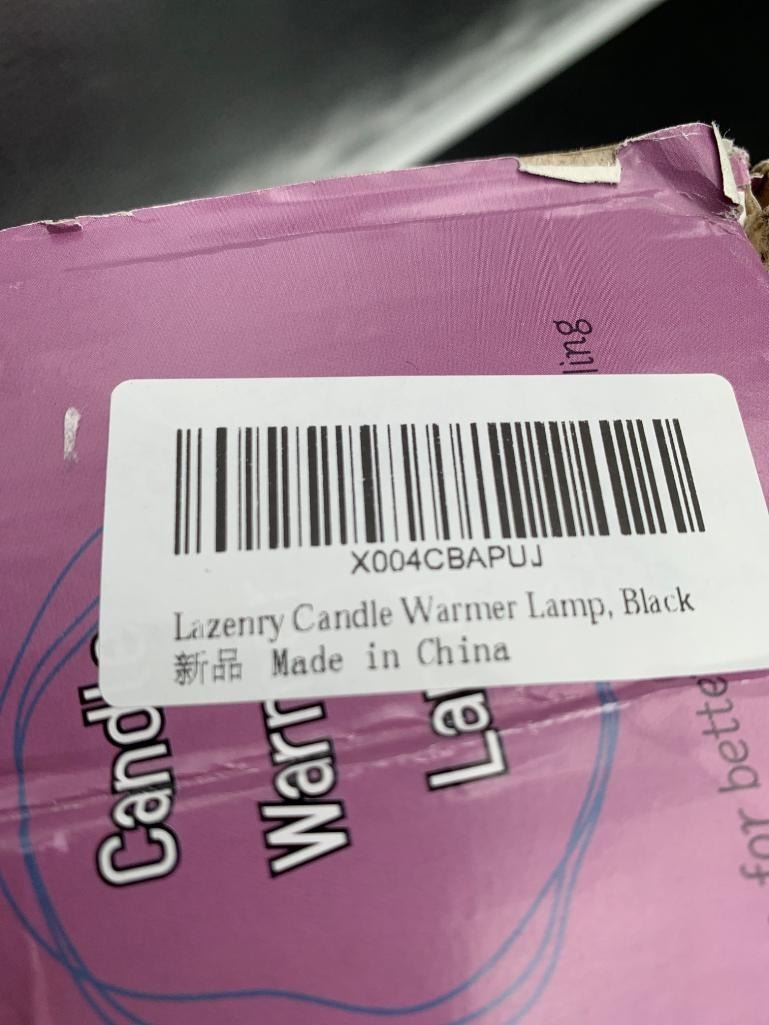 ling
X004CBAPUJ
Lazenry Candle Warmer Lamp, Black
新品 Made in China
Candle
Warm
Lam
for bette